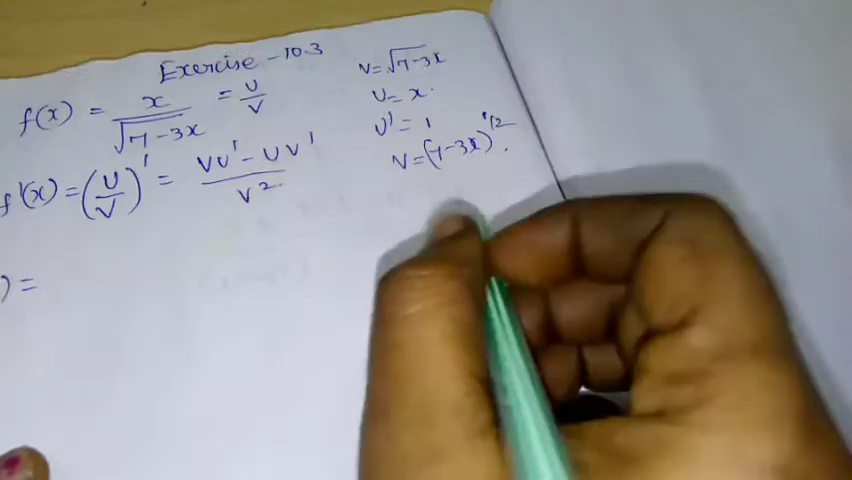 Exercise - 10.3
f(x) = x/√7-3x = U/V
V = √7-3x
U = x.
U' = 1
V = (7-3x)^1/2.
f'(x) = (U/V)' = VU' - UV'/V²
) =